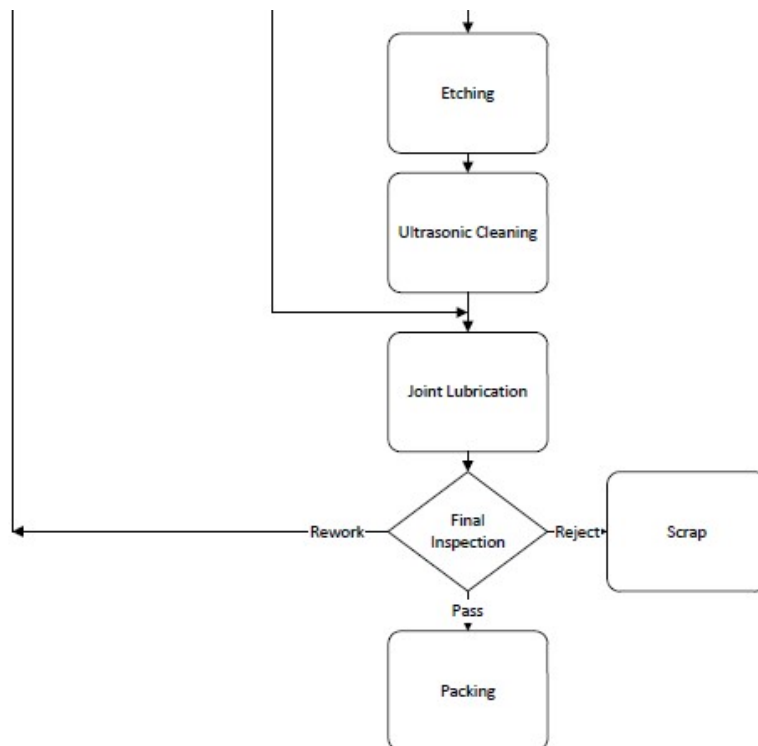 Etching
Ultrasonic Cleaning
Joint Lubrication
Final
Inspection
Rework
Reject
Scrap
Pass
Packing